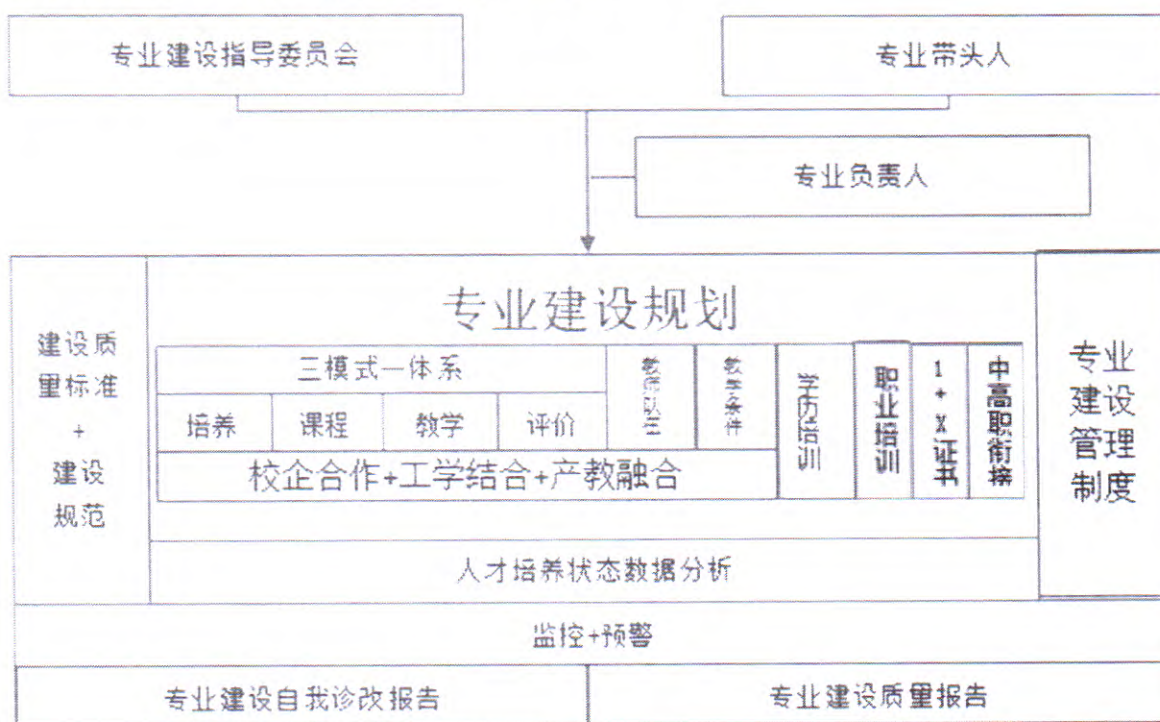 专业建设指导委员会
专业带头人
专业负责人
专业建设规划
建设质
量标准
+
建设
规范
三模式一体系
培养
课程
教学
评价
校企合作+工学结合+产教融合
教学条件
学历培训
职业培训
1+X证书
中高职衔接
专业
建设
管理
制度
人才培养状态数据分析
监控+预警
专业建设自我诊改报告
专业建设质量报告